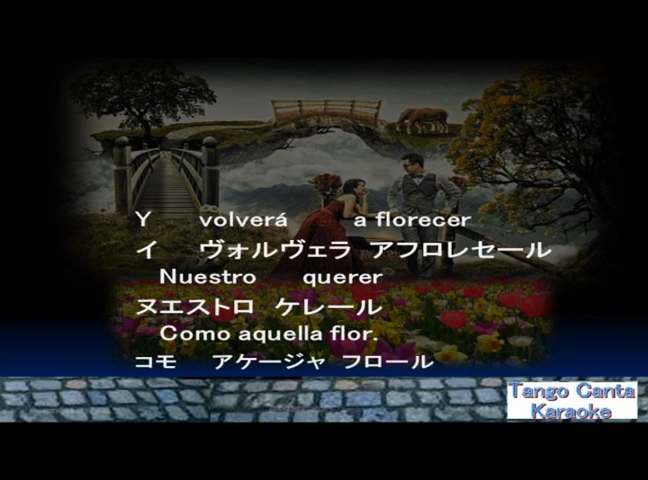 Y volverá a florecer
イ ヴォルヴェラ アフロレセール
Nuestro querer
ヌエストロ ケレール
Como aquella flor.
コモ アケージャ フロール
Tango Canta
Karaoke